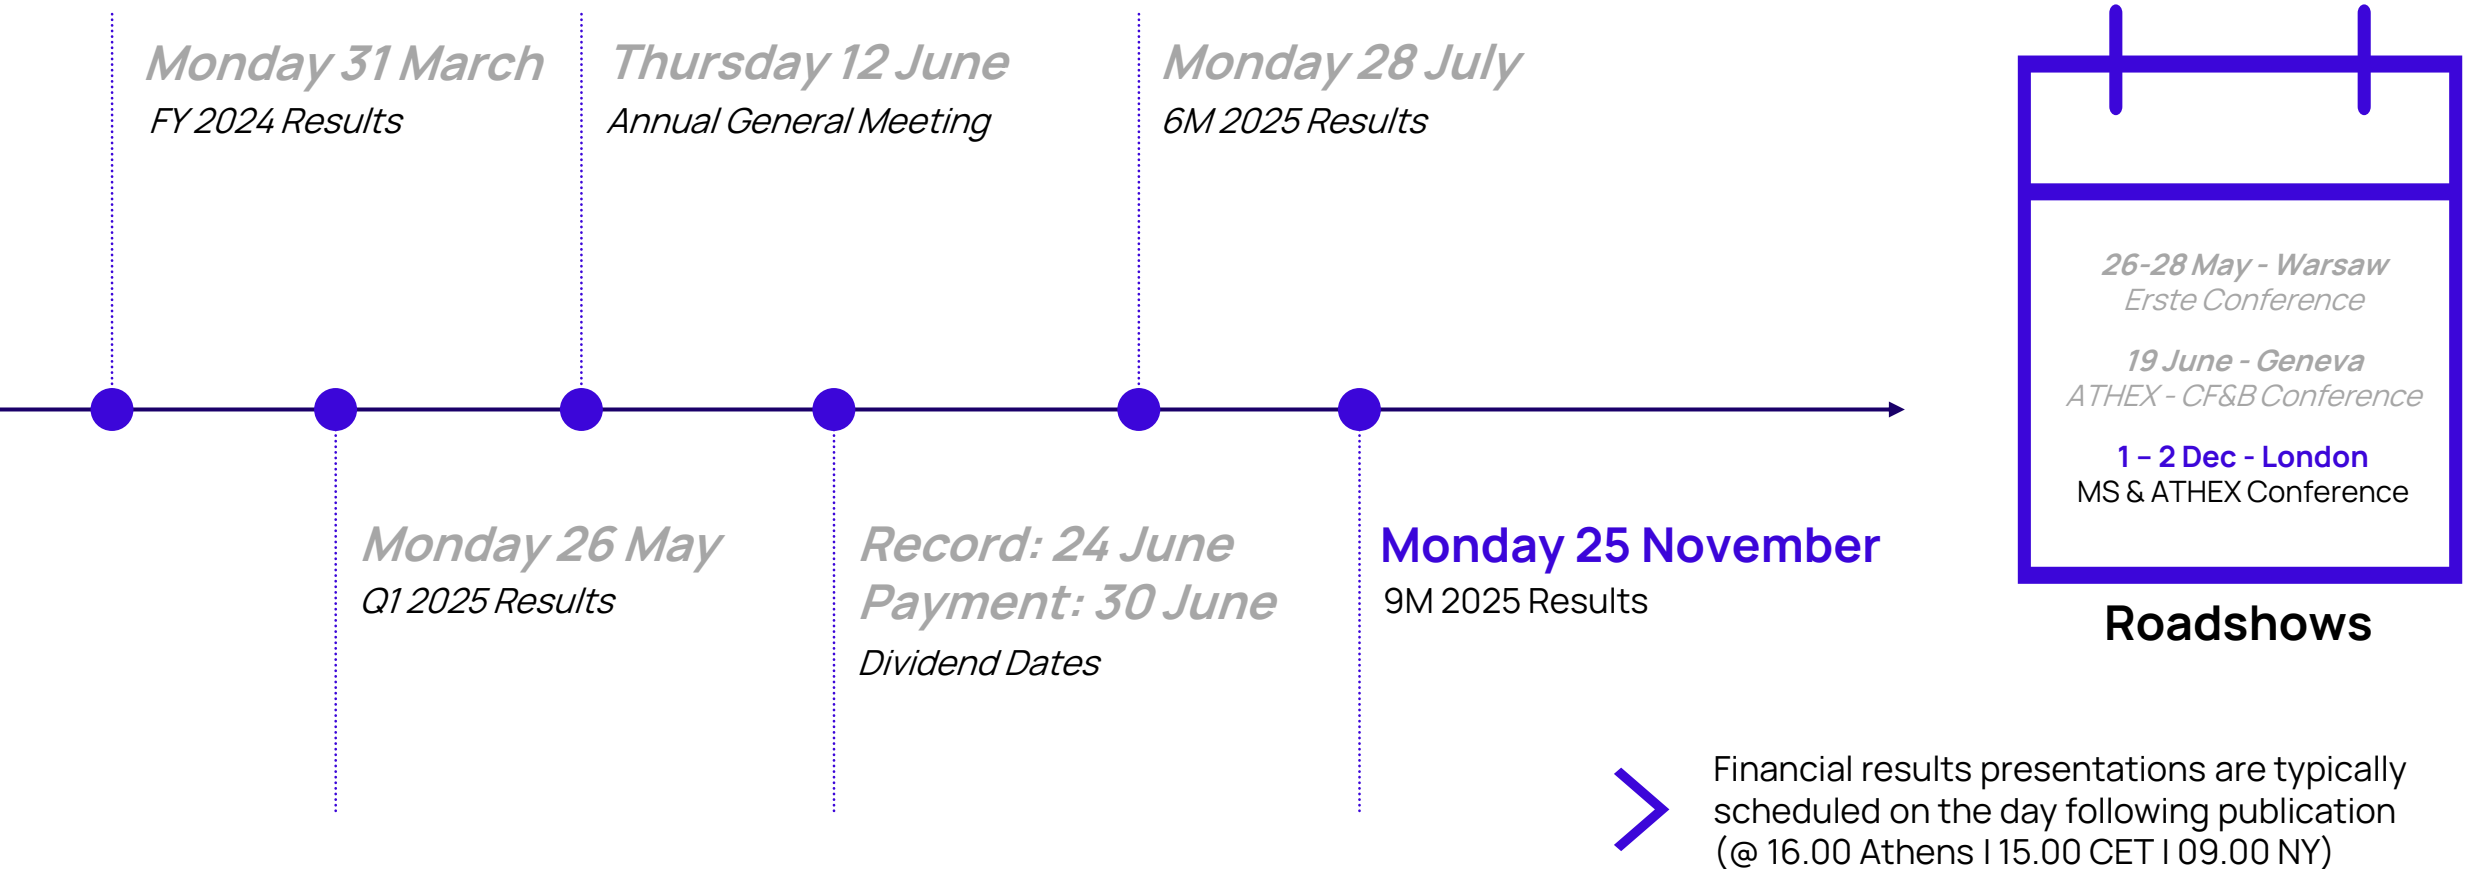 Monday 31 March
FY 2024 Results
Thursday 12 June
Annual General Meeting
Monday 28 July
6M 2025 Results
Monday 26 May
Q1 2025 Results
Record: 24 June
Payment: 30 June
Dividend Dates
Monday 25 November
9M 2025 Results
26-28 May - Warsaw
Erste Conference
19 June - Geneva
ATHEX - CF&B Conference
1 – 2 Dec - London
MS & ATHEX Conference
Roadshows
Financial results presentations are typically
scheduled on the day following publication
(@ 16.00 Athens I 15.00 CET I 09.00 NY)